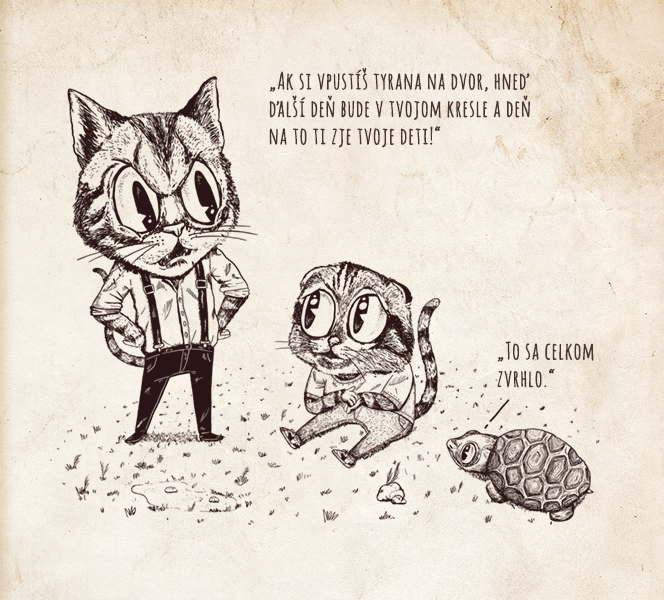 „Ak si vpustíš tyrana na dvor, hneď
ďalší deň bude v tvojom kresle a deň
na to ti zje tvoje deti!“
„To sa celkom
zvrhlo.“